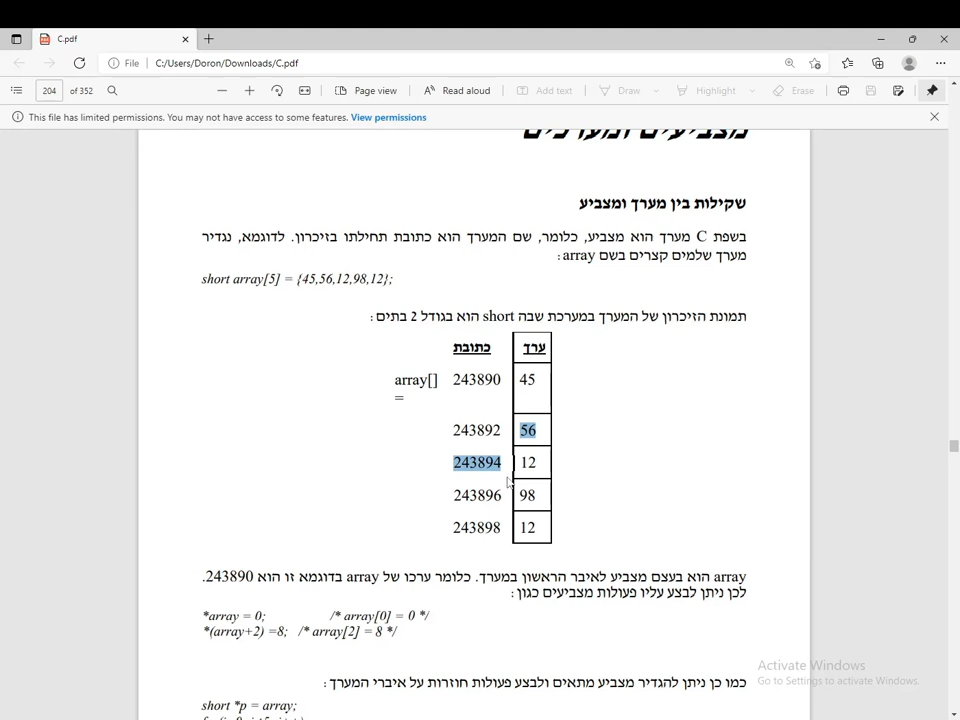 C.pdf
File
C:/Users/Doron/Downloads/C.pdf
204 of 352
Page view
Read aloud
Add text
Draw
Highlight
Erase
This file has limited permissions. You may not have access to some features. View permissions
מצביעים ומערכים
שקילות בין מערך ומצביע
בשפת C מערך הוא מצביע, כלומר, שם המערך הוא כתובת תחילתו בזיכרון. לדוגמא, נגדיר
מערך שלמים קצרים בשם array:
short array[5] = {45,56,12,98,12};
תמונת הזיכרון של המערך במערכת שבה short הוא בגודל 2 בתים:
ערך כתובת
array[] 243890 45
=
243892 56
243894 12
243896 98
243898 12
array הוא בעצם מצביע לאיבר הראשון במערך. כלומר ערכו של array בדוגמא זו הוא 243890.
לכן ניתן לבצע עליו פעולות מצביעים כגון:
*array = 0; /* array[0] = 0 */
*(array+2) =8; /* array[2] = 8 */
כמו כן ניתן להגדיר מצביע מתאים ולבצע פעולות חוזרות על איברי המערך:
short *p = array;
Activate Windows
Go to Settings to activate Windows.